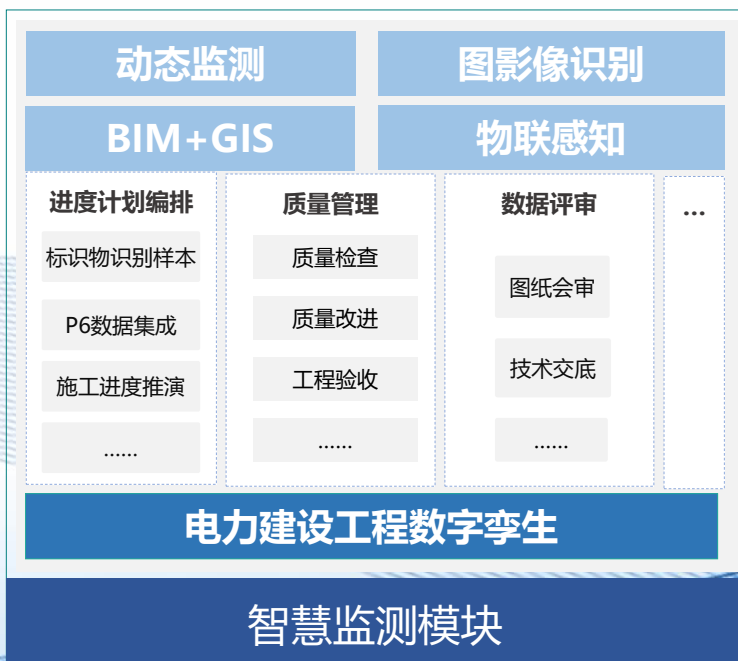 动态监测
图影像识别
BIM+GIS
物联感知
进度计划编排
标识物识别样本
P6数据集成
施工进度推演
......
质量管理
质量检查
质量改进
工程验收
......
数据评审
图纸会审
技术交底
......
...
电力建设工程数字孪生
智慧监测模块